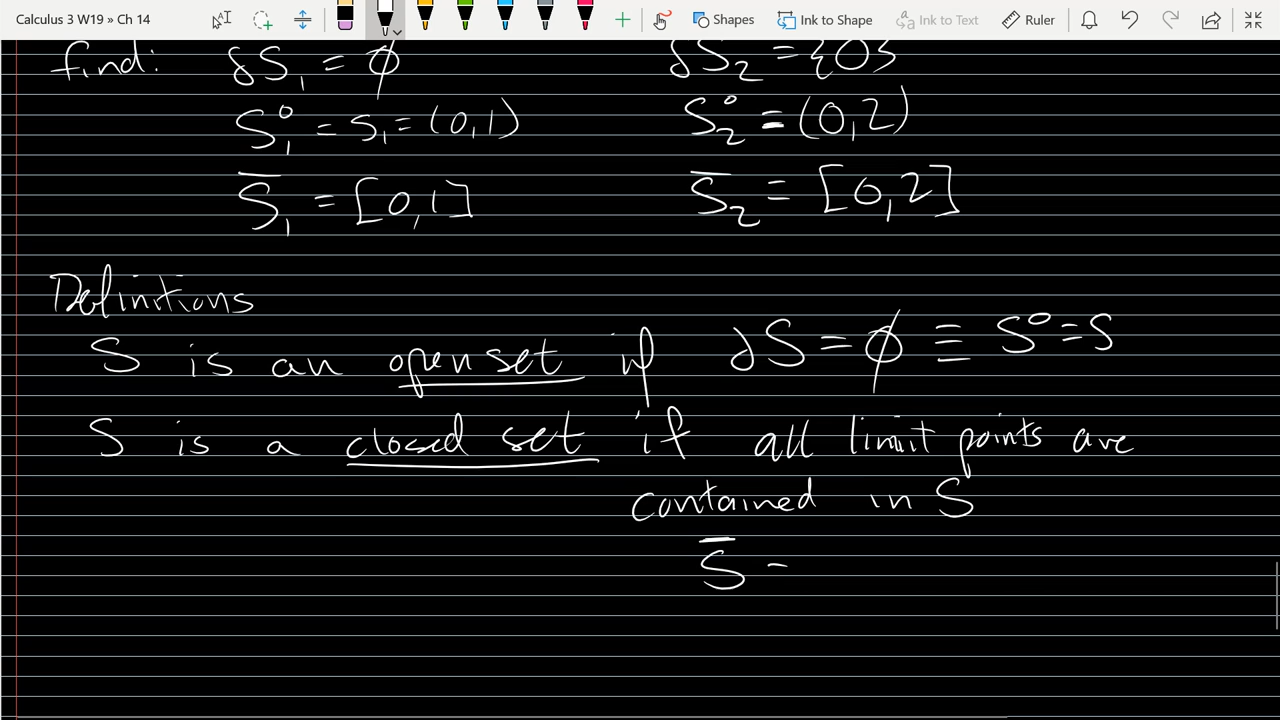 Calculus 3 W19 » Ch 14
Shapes
Ink to Shape
Ink to Text
Ruler
find: ∂S₁ = ∅ ∂S₂ = {0}
S₁° = S₁ = (0,1) S₂° = (0,2)
S̅₁ = [0,1] S̅₂ = [0,2]
Definitions
S is an open set if ∂S = ∅ ≡ S° = S
S is a closed set if all limit points are
contained in S
S̅ -